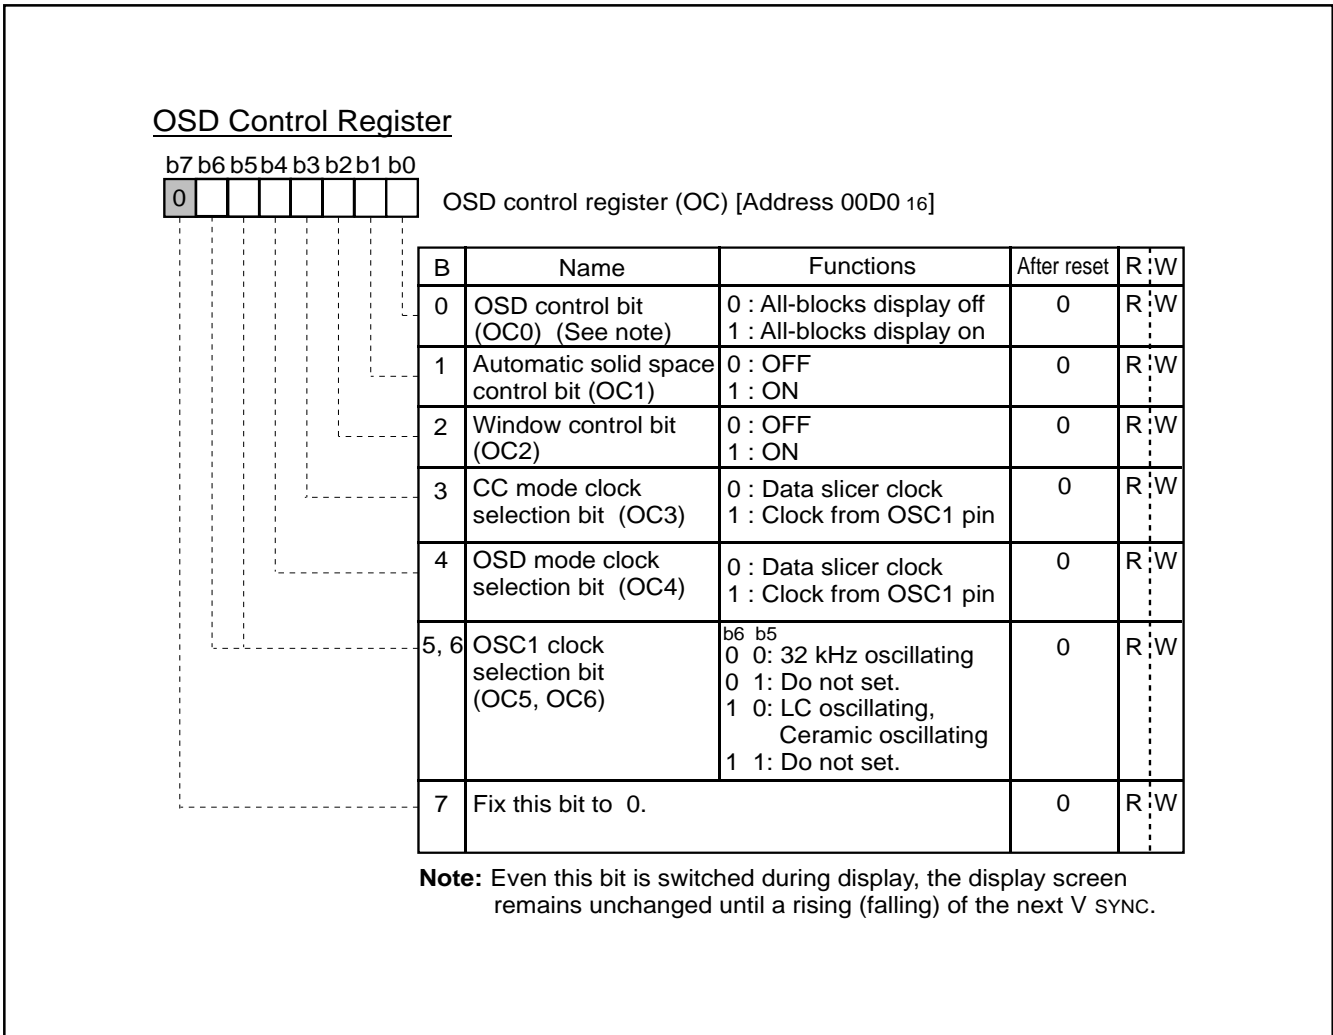 OSD Control Register
b7 b6 b5 b4 b3 b2 b1 b0
0
OSD control register (OC) [Address 00D0 16]
B Name Functions After reset R W
0 OSD control bit 0 : All-blocks display off 0 R W
(OC0) (See note) 1 : All-blocks display on
1 Automatic solid space 0 : OFF 0 R W
control bit (OC1) 1 : ON
2 Window control bit 0 : OFF 0 R W
(OC2) 1 : ON
3 CC mode clock 0 : Data slicer clock 0 R W
selection bit (OC3) 1 : Clock from OSC1 pin
4 OSD mode clock 0 : Data slicer clock 0 R W
selection bit (OC4) 1 : Clock from OSC1 pin
b6 b5
5, 6 OSC1 clock 0 0: 32 kHz oscillating 0 R W
selection bit 0 1: Do not set.
(OC5, OC6) 1 0: LC oscillating,
Ceramic oscillating
1 1: Do not set.
7 Fix this bit to 0. 0 R W
Note: Even this bit is switched during display, the display screen
remains unchanged until a rising (falling) of the next V SYNC.